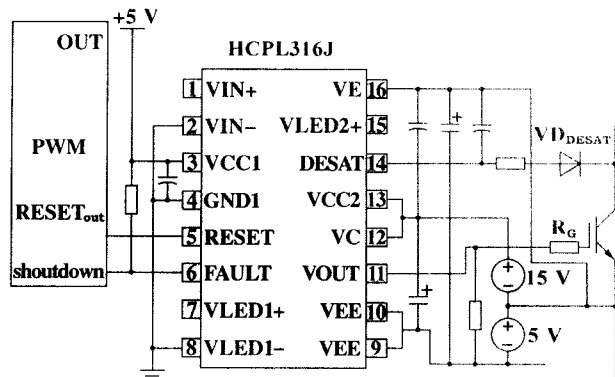 +5 V
OUT
HCPL316J
1 VIN+ VE 16
2 VIN- VLED2+ 15
PWM
3 VCC1 DESAT 14
VD_DESAT
4 GND1 VCC2 13
RESETout
5 RESET VC 12
R_G
shoutdown
6 FAULT VOUT 11
+ 15 V -
7 VLED1+ VEE 10
8 VLED1- VEE 9
+ 5 V -
+
+